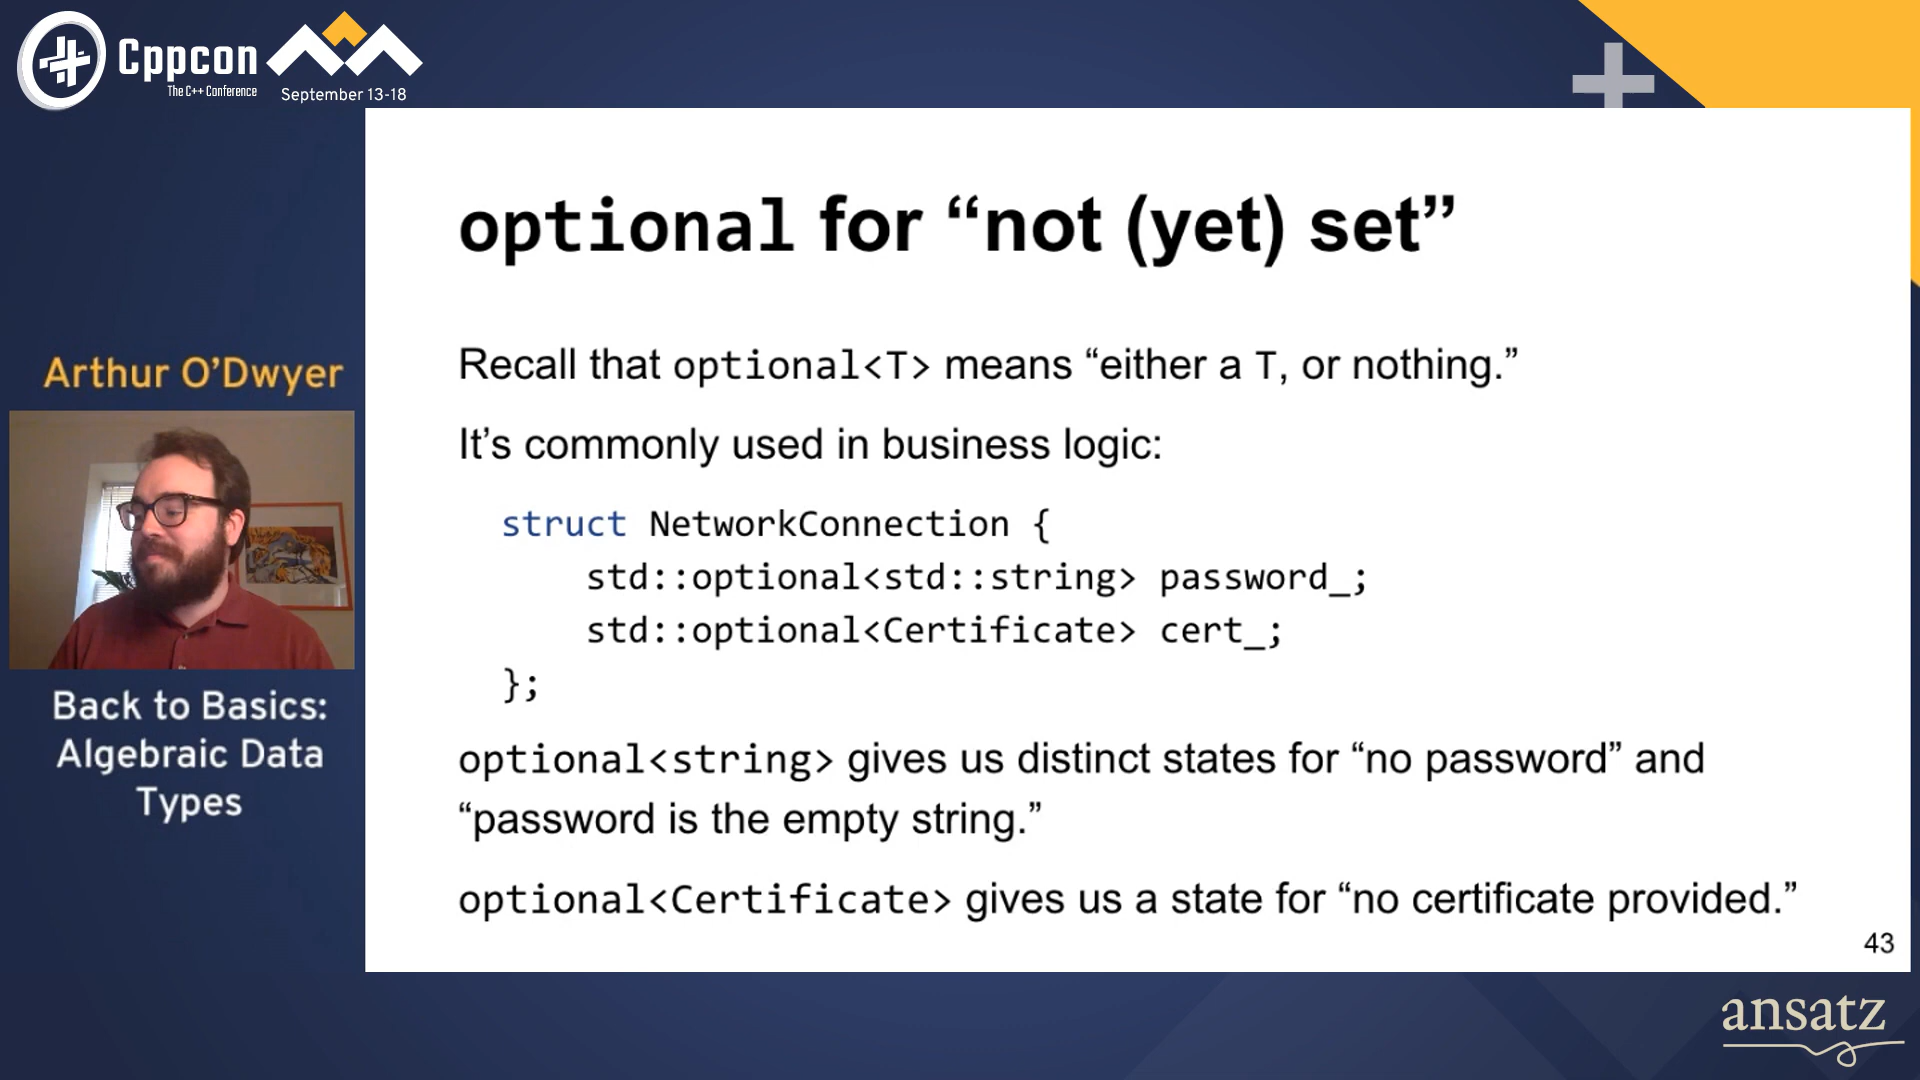 Cppcon
The C++ Conference
September 13-18
Arthur O’Dwyer
Back to Basics:
Algebraic Data
Types
optional for “not (yet) set”
Recall that optional<T> means “either a T, or nothing.”
It’s commonly used in business logic:
struct NetworkConnection {
    std::optional<std::string> password_;
    std::optional<Certificate> cert_;
};
optional<string> gives us distinct states for “no password” and
“password is the empty string.”
optional<Certificate> gives us a state for “no certificate provided.”
43
ansatz